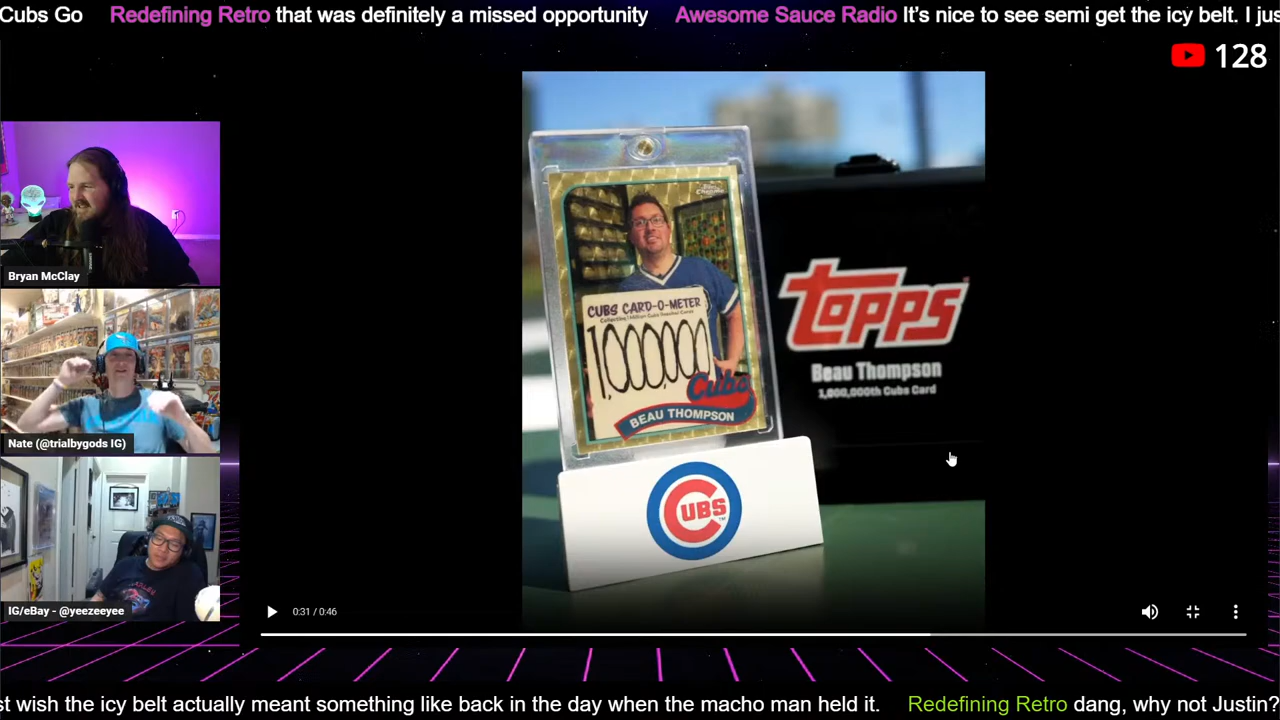 Cubs Go Redefining Retro that was definitely a missed opportunity Awesome Sauce Radio It's nice to see semi get the icy belt. I jus
128
Bryan McClay
Nate (@trialbygods IG)
IG/eBay - @yeezeeyee
CUBS CARD-O-METER
1,000,000
Cubs
BEAU THOMPSON
TOPPS
Beau Thompson
1,000,000th Cubs Card
CUBS
0:31 / 0:46
st wish the icy belt actually meant something like back in the day when the macho man held it. Redefining Retro dang, why not Justin?